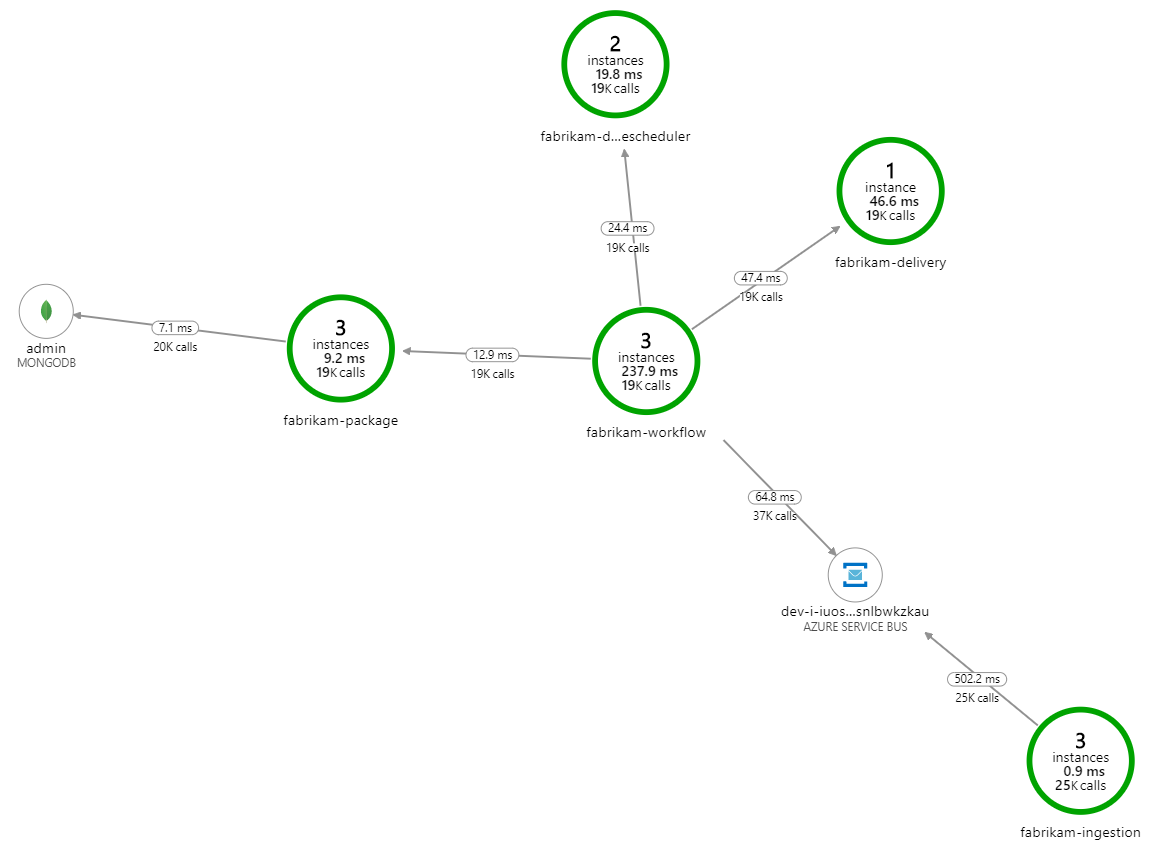 2
instances
19.8 ms
19K calls
fabrikam-d...escheduler
1
instance
46.6 ms
19K calls
fabrikam-delivery
24.4 ms
19K calls
47.4 ms
19K calls
admin
MONGODB
7.1 ms
20K calls
3
instances
9.2 ms
19K calls
fabrikam-package
12.9 ms
19K calls
3
instances
237.9 ms
19K calls
fabrikam-workflow
64.8 ms
37K calls
dev-i-iuos...snlbwkzkau
AZURE SERVICE BUS
502.2 ms
25K calls
3
instances
0.9 ms
25K calls
fabrikam-ingestion